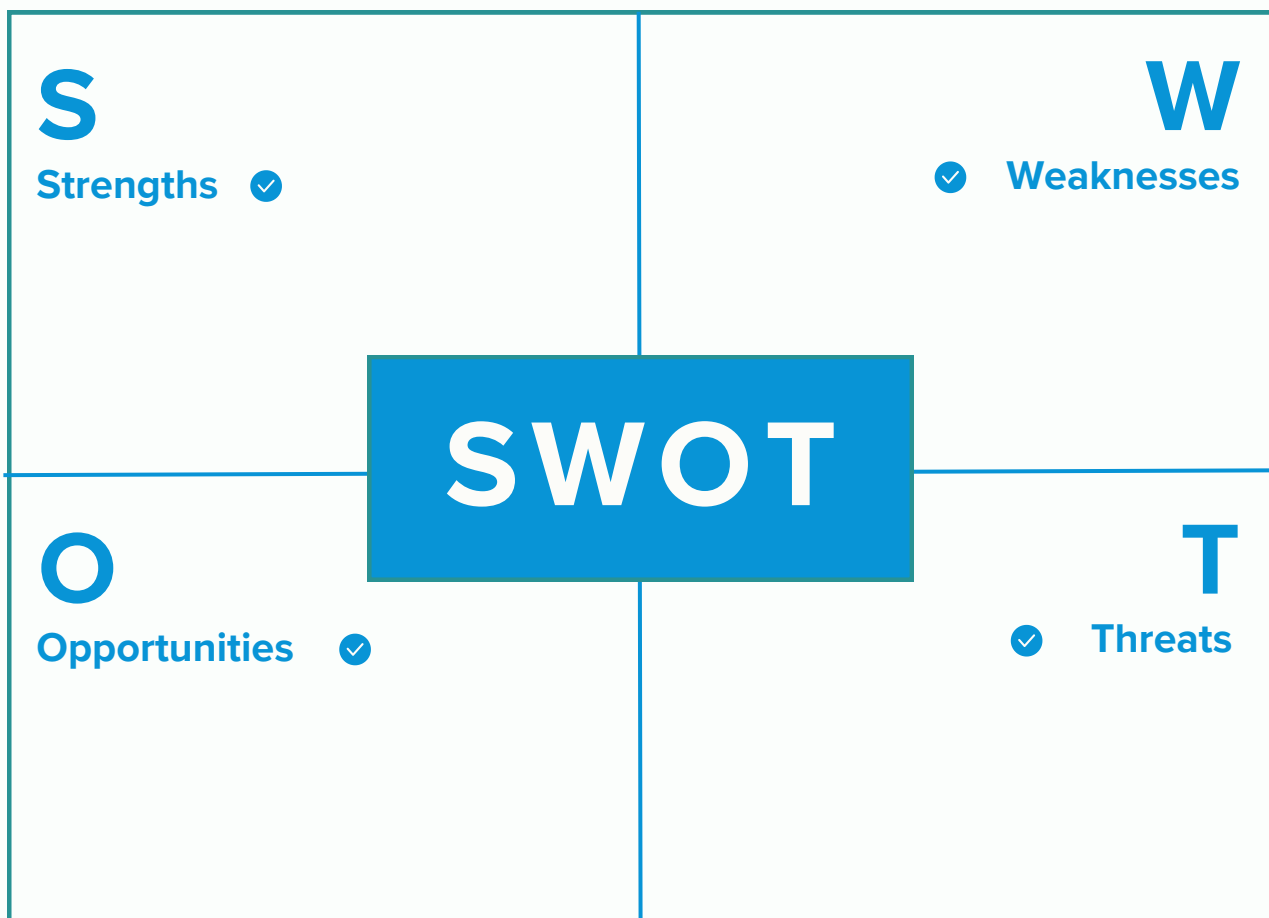 S
Strengths
W
Weaknesses
SWOT
O
Opportunities
T
Threats